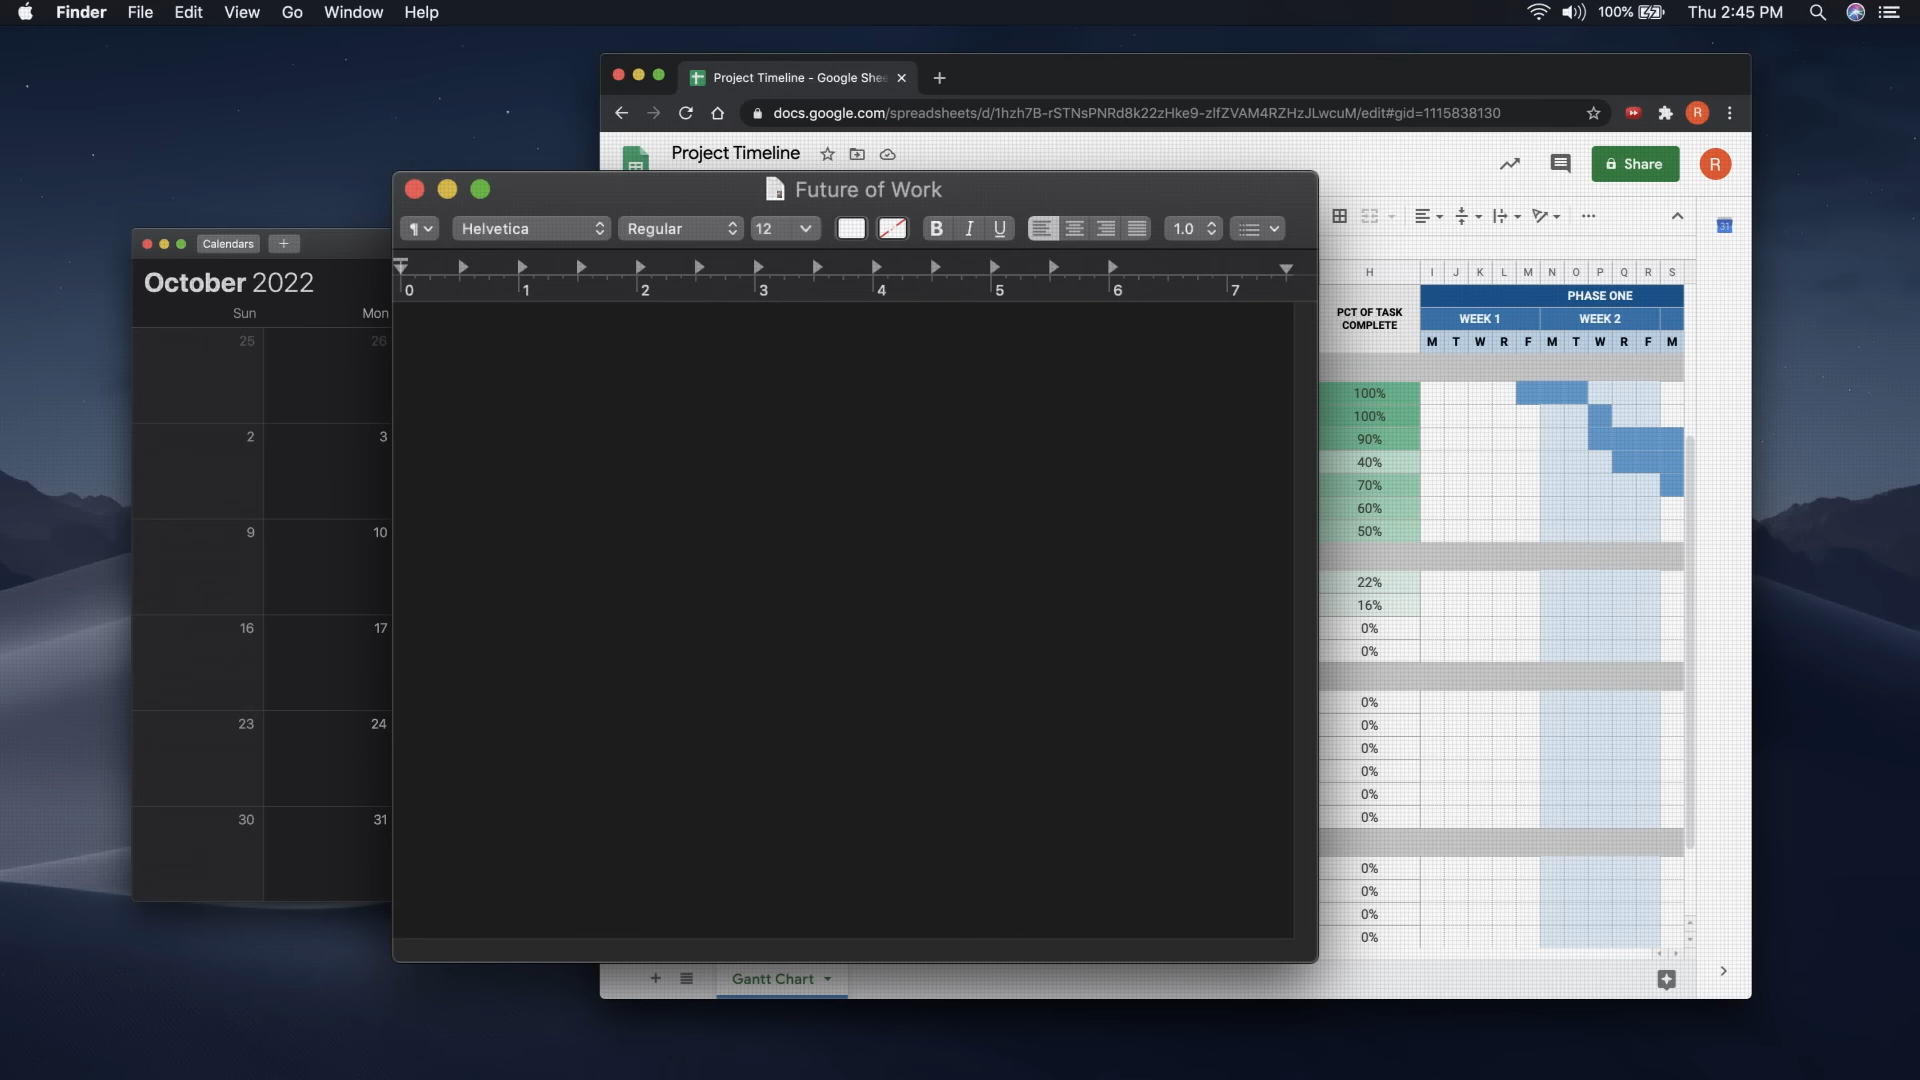 Finder File Edit View Go Window Help
100% Thu 2:45 PM
Project Timeline - Google Shee
docs.google.com/spreadsheets/d/1hzh7B-rSTNsPNRd8k22zHke9-zlfZVAM4RZHzJLwcuM/edit#gid=1115838130
R
Project Timeline
Share
R
Future of Work
Helvetica Regular 12 B I U 1.0
0 1 2 3 4 5 6 7
Calendars
October 2022
Sun Mon
25 26
2 3
9 10
16 17
23 24
30 31
31
H I J K L M N O P Q R S
PHASE ONE
PCT OF TASK
COMPLETE
WEEK 1 WEEK 2
M T W R F M T W R F M
100%
100%
90%
40%
70%
60%
50%
22%
16%
0%
0%
0%
0%
0%
0%
0%
0%
0%
0%
0%
0%
Gantt Chart